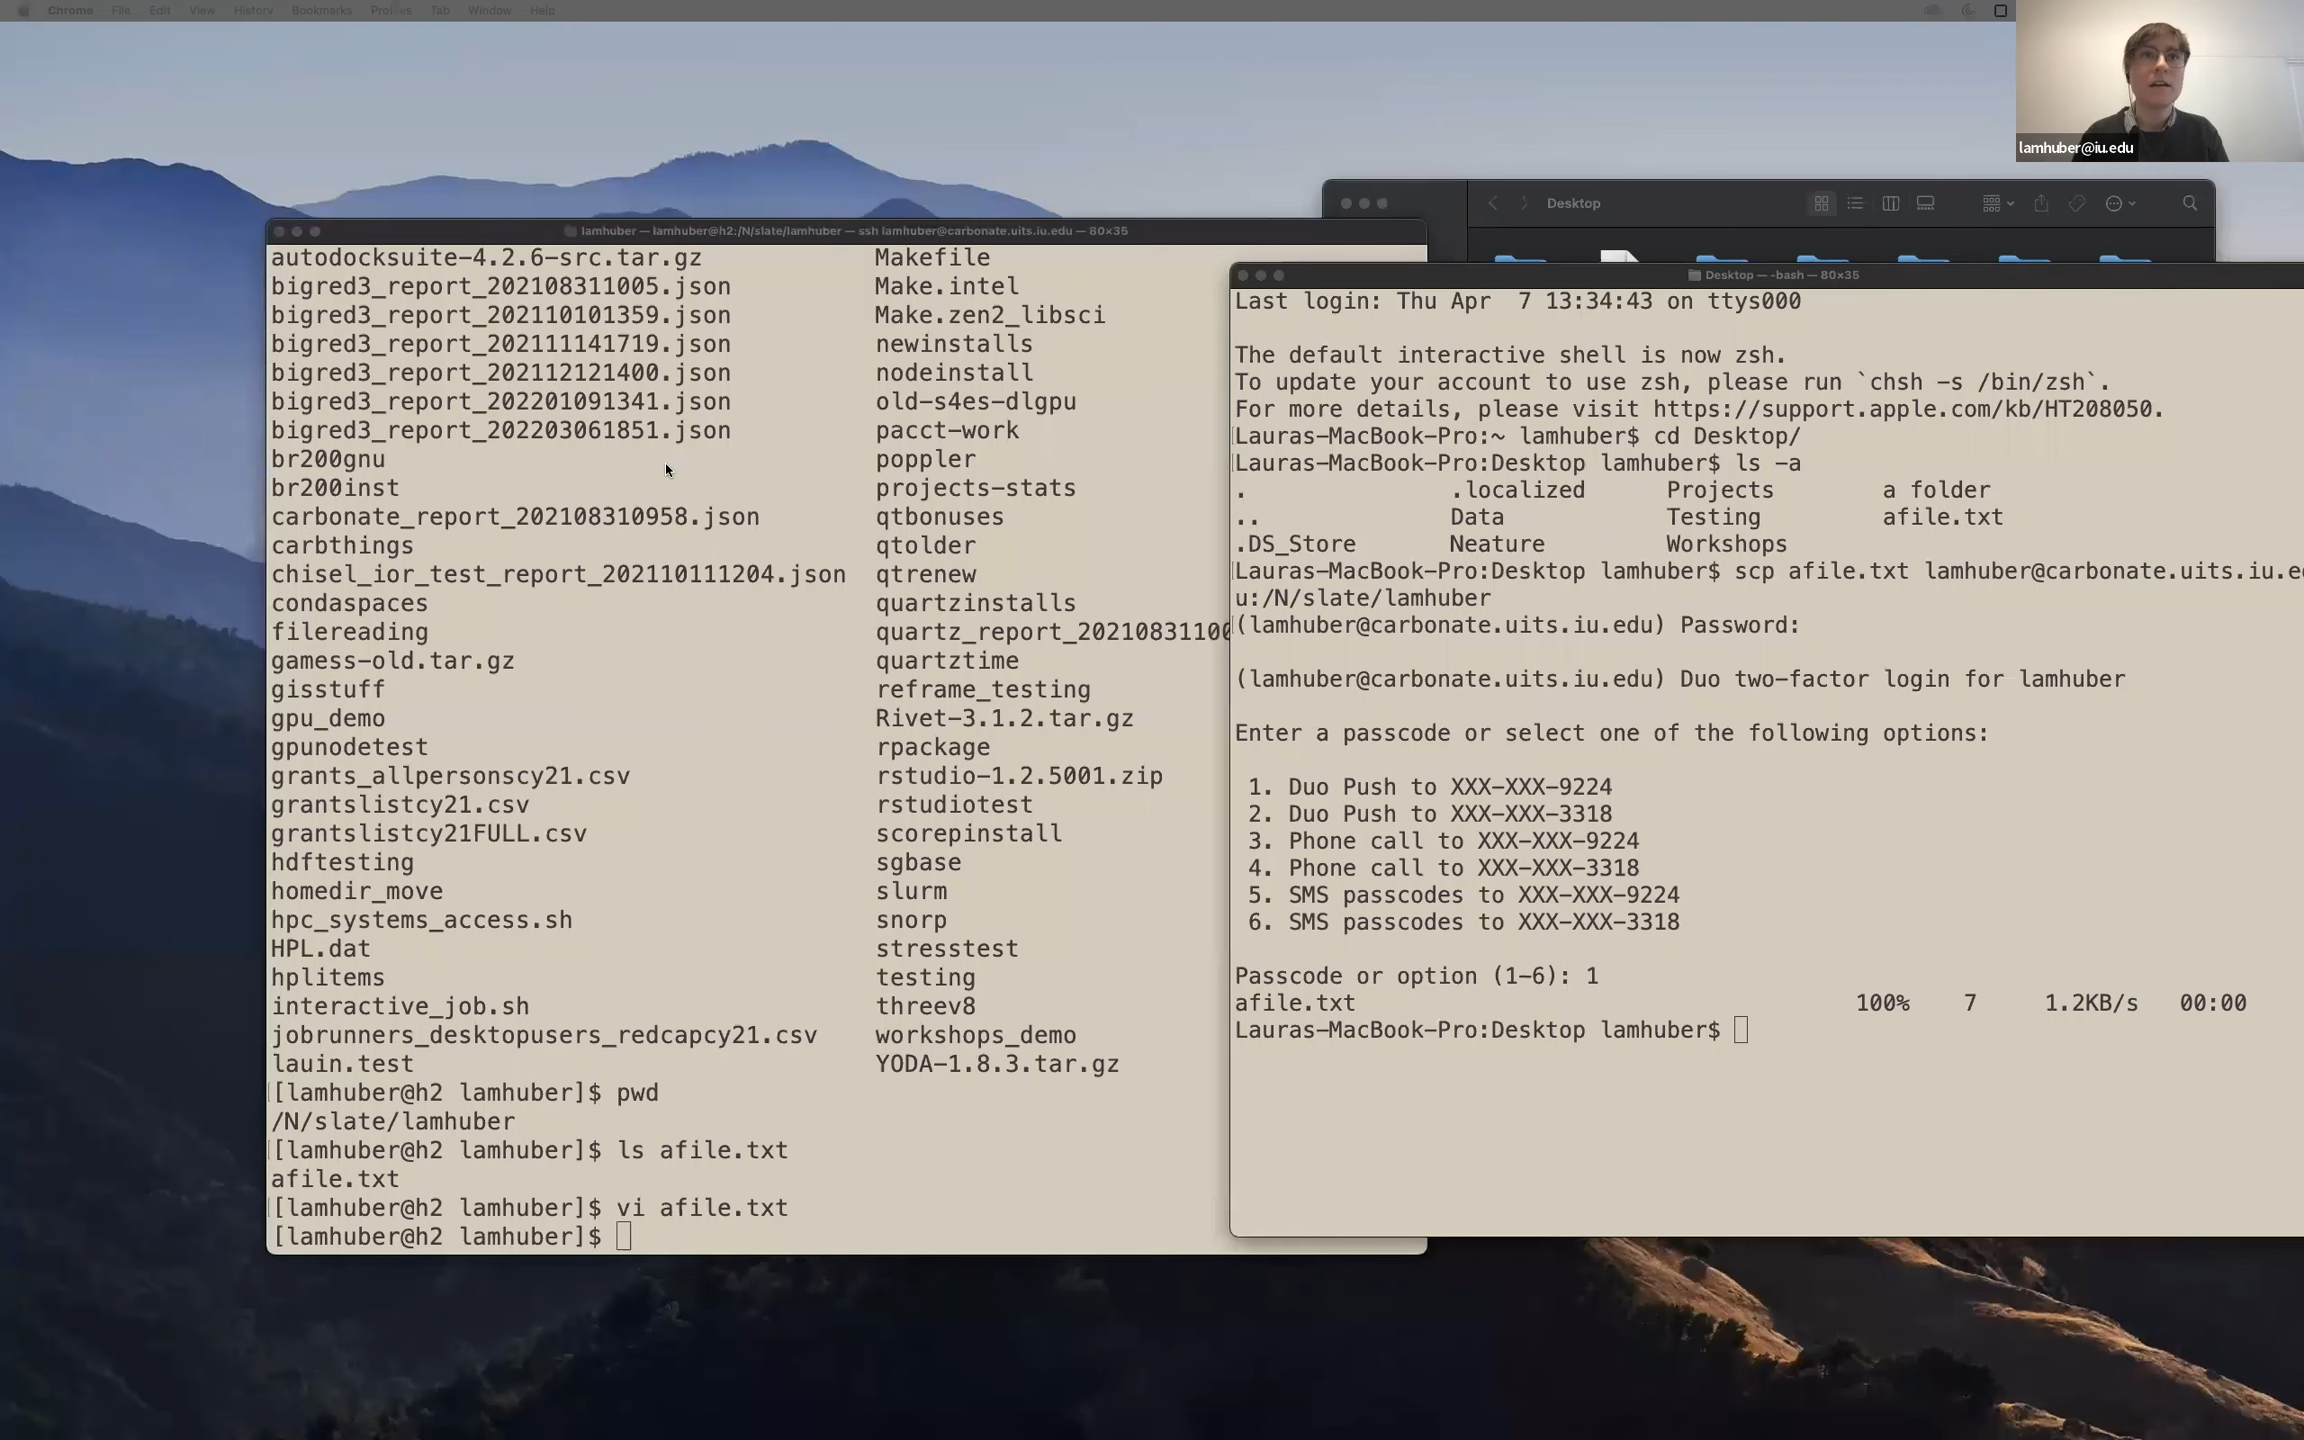 Chrome File Edit View History Bookmarks Profiles Tab Window Help
lamhuber@iu.edu
Desktop
lamhuber — lamhuber@h2:/N/slate/lamhuber — ssh lamhuber@carbonate.uits.iu.edu — 80×35
autodocksuite-4.2.6-src.tar.gz Makefile
bigred3_report_202108311005.json Make.intel
bigred3_report_202110101359.json Make.zen2_libsci
bigred3_report_202111141719.json newinstalls
bigred3_report_202112121400.json nodeinstall
bigred3_report_202201091341.json old-s4es-dlgpu
bigred3_report_202203061851.json pacct-work
br200gnu poppler
br200inst projects-stats
carbonate_report_202108310958.json qtbonuses
carbthings qtolder
chisel_ior_test_report_202110111204.json qtrenew
condaspaces quartzinstalls
filereading quartz_report_2021083110
gamess-old.tar.gz quartztime
gisstuff reframe_testing
gpu_demo Rivet-3.1.2.tar.gz
gpunodetest rpackage
grants_allpersonscy21.csv rstudio-1.2.5001.zip
grantslistcy21.csv rstudiotest
grantslistcy21FULL.csv scorepinstall
hdftesting sgbase
homedir_move slurm
hpc_systems_access.sh snorp
HPL.dat stresstest
hplitems testing
interactive_job.sh threev8
jobrunners_desktopusers_redcapcy21.csv workshops_demo
lauin.test YODA-1.8.3.tar.gz
[lamhuber@h2 lamhuber]$ pwd
/N/slate/lamhuber
[lamhuber@h2 lamhuber]$ ls afile.txt
afile.txt
[lamhuber@h2 lamhuber]$ vi afile.txt
[lamhuber@h2 lamhuber]$
Desktop — -bash — 80×35
Last login: Thu Apr 7 13:34:43 on ttys000
The default interactive shell is now zsh.
To update your account to use zsh, please run `chsh -s /bin/zsh`.
For more details, please visit https://support.apple.com/kb/HT208050.
Lauras-MacBook-Pro:~ lamhuber$ cd Desktop/
Lauras-MacBook-Pro:Desktop lamhuber$ ls -a
. .localized Projects a folder
.. Data Testing afile.txt
.DS_Store Neature Workshops
Lauras-MacBook-Pro:Desktop lamhuber$ scp afile.txt lamhuber@carbonate.uits.iu.e
u:/N/slate/lamhuber
(lamhuber@carbonate.uits.iu.edu) Password:
(lamhuber@carbonate.uits.iu.edu) Duo two-factor login for lamhuber
Enter a passcode or select one of the following options:
1. Duo Push to XXX-XXX-9224
2. Duo Push to XXX-XXX-3318
3. Phone call to XXX-XXX-9224
4. Phone call to XXX-XXX-3318
5. SMS passcodes to XXX-XXX-9224
6. SMS passcodes to XXX-XXX-3318
Passcode or option (1-6): 1
afile.txt 100% 7 1.2KB/s 00:00
Lauras-MacBook-Pro:Desktop lamhuber$